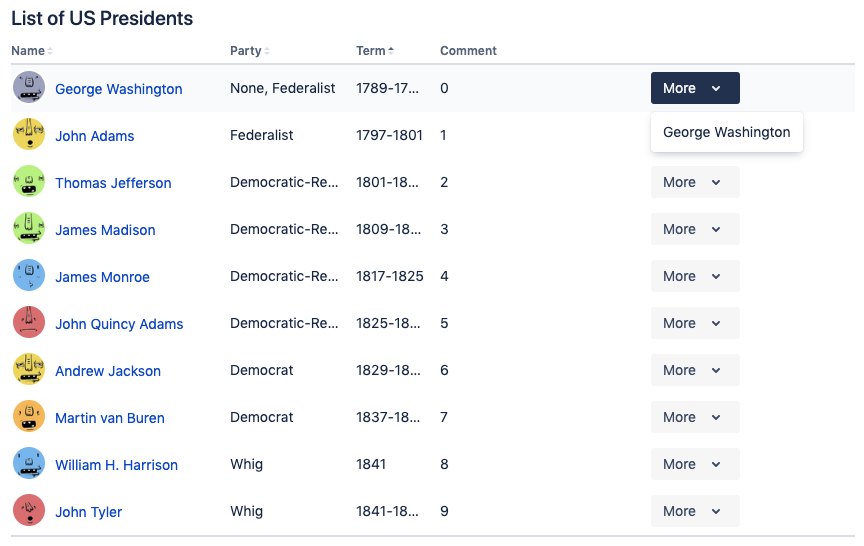 List of US Presidents
Name Party Term Comment
George Washington None, Federalist 1789-17... 0 More
John Adams Federalist 1797-1801 1 George Washington
Thomas Jefferson Democratic-Re... 1801-18... 2 More
James Madison Democratic-Re... 1809-18... 3 More
James Monroe Democratic-Re... 1817-1825 4 More
John Quincy Adams Democratic-Re... 1825-18... 5 More
Andrew Jackson Democrat 1829-18... 6 More
Martin van Buren Democrat 1837-18... 7 More
William H. Harrison Whig 1841 8 More
John Tyler Whig 1841-18... 9 More